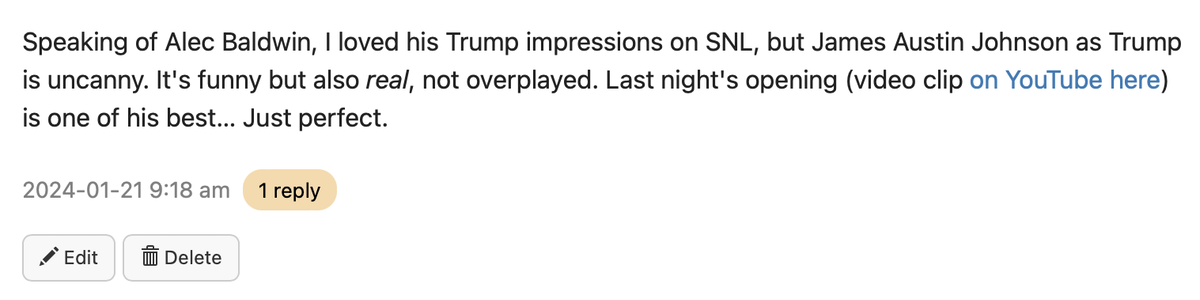 Speaking of Alec Baldwin, I loved his Trump impressions on SNL, but James Austin Johnson as Trump
is uncanny. It's funny but also real, not overplayed. Last night's opening (video clip on YouTube here)
is one of his best... Just perfect.
2024-01-21 9:18 am 1 reply
Edit Delete